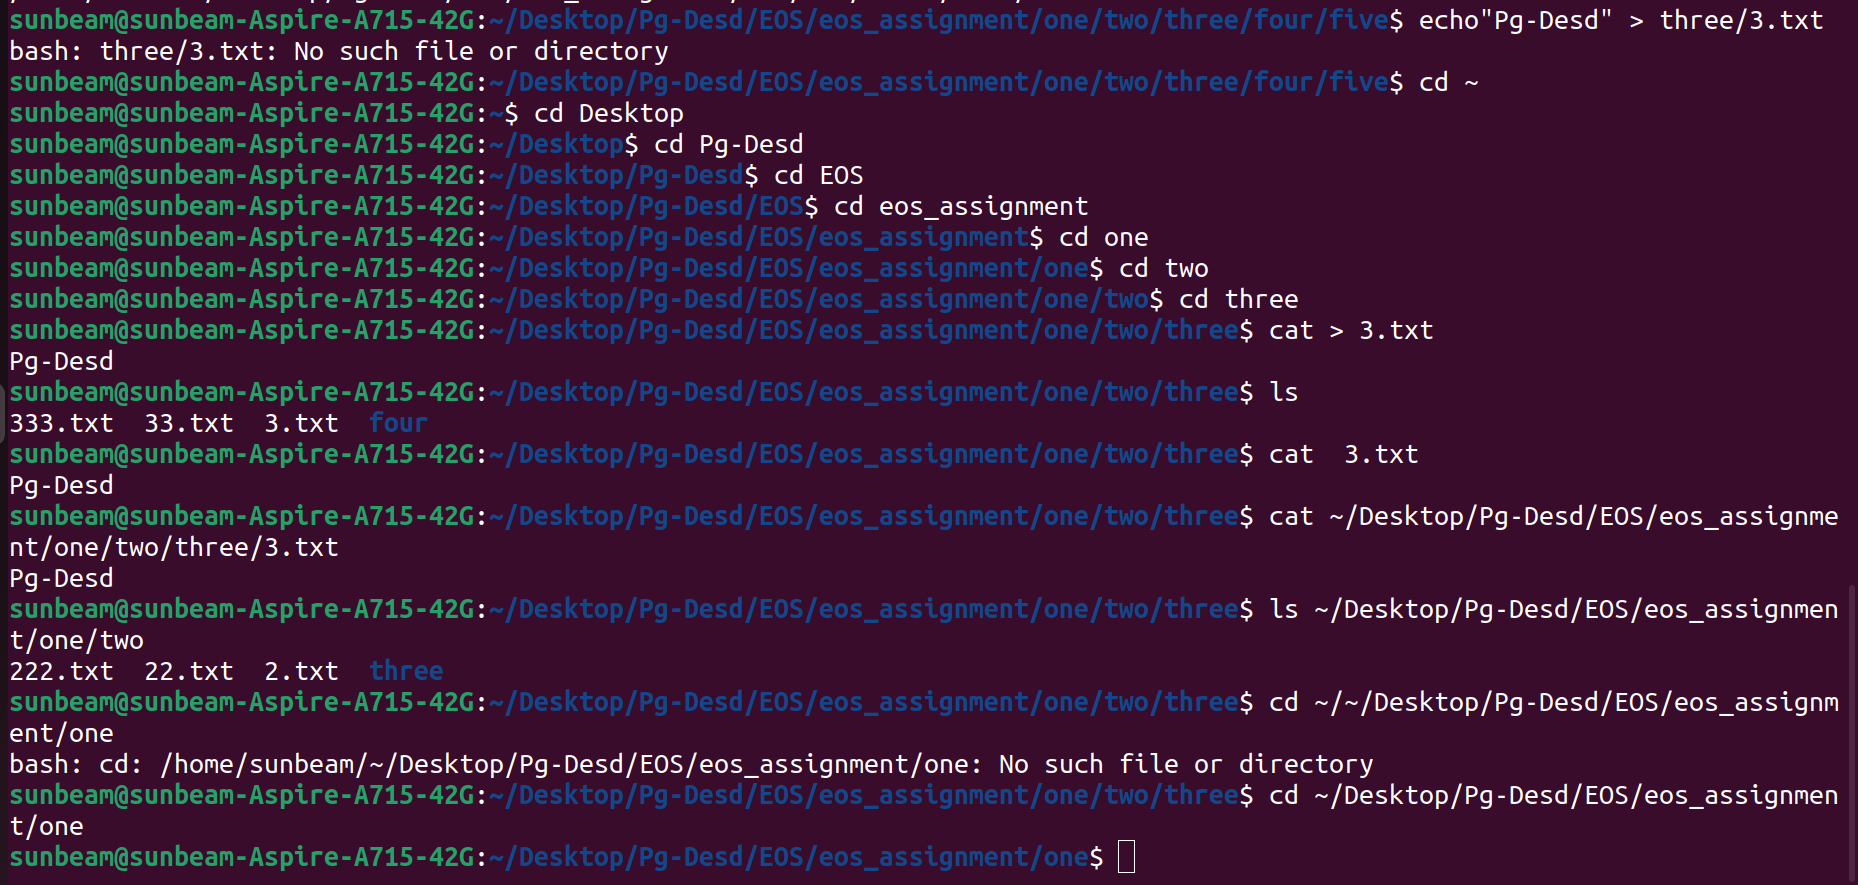 sunbeam@sunbeam-Aspire-A715-42G:~/Desktop/Pg-Desd/EOS/eos_assignment/one/two/three/four/five$ echo"Pg-Desd" > three/3.txt
bash: three/3.txt: No such file or directory
sunbeam@sunbeam-Aspire-A715-42G:~/Desktop/Pg-Desd/EOS/eos_assignment/one/two/three/four/five$ cd ~
sunbeam@sunbeam-Aspire-A715-42G:~$ cd Desktop
sunbeam@sunbeam-Aspire-A715-42G:~/Desktop$ cd Pg-Desd
sunbeam@sunbeam-Aspire-A715-42G:~/Desktop/Pg-Desd$ cd EOS
sunbeam@sunbeam-Aspire-A715-42G:~/Desktop/Pg-Desd/EOS$ cd eos_assignment
sunbeam@sunbeam-Aspire-A715-42G:~/Desktop/Pg-Desd/EOS/eos_assignment$ cd one
sunbeam@sunbeam-Aspire-A715-42G:~/Desktop/Pg-Desd/EOS/eos_assignment/one$ cd two
sunbeam@sunbeam-Aspire-A715-42G:~/Desktop/Pg-Desd/EOS/eos_assignment/one/two$ cd three
sunbeam@sunbeam-Aspire-A715-42G:~/Desktop/Pg-Desd/EOS/eos_assignment/one/two/three$ cat > 3.txt
Pg-Desd
sunbeam@sunbeam-Aspire-A715-42G:~/Desktop/Pg-Desd/EOS/eos_assignment/one/two/three$ ls
333.txt  33.txt  3.txt  four
sunbeam@sunbeam-Aspire-A715-42G:~/Desktop/Pg-Desd/EOS/eos_assignment/one/two/three$ cat  3.txt
Pg-Desd
sunbeam@sunbeam-Aspire-A715-42G:~/Desktop/Pg-Desd/EOS/eos_assignment/one/two/three$ cat ~/Desktop/Pg-Desd/EOS/eos_assignme
nt/one/two/three/3.txt
Pg-Desd
sunbeam@sunbeam-Aspire-A715-42G:~/Desktop/Pg-Desd/EOS/eos_assignment/one/two/three$ ls ~/Desktop/Pg-Desd/EOS/eos_assignmen
t/one/two
222.txt  22.txt  2.txt  three
sunbeam@sunbeam-Aspire-A715-42G:~/Desktop/Pg-Desd/EOS/eos_assignment/one/two/three$ cd ~/~/Desktop/Pg-Desd/EOS/eos_assignm
ent/one
bash: cd: /home/sunbeam/~/Desktop/Pg-Desd/EOS/eos_assignment/one: No such file or directory
sunbeam@sunbeam-Aspire-A715-42G:~/Desktop/Pg-Desd/EOS/eos_assignment/one/two/three$ cd ~/Desktop/Pg-Desd/EOS/eos_assignmen
t/one
sunbeam@sunbeam-Aspire-A715-42G:~/Desktop/Pg-Desd/EOS/eos_assignment/one$